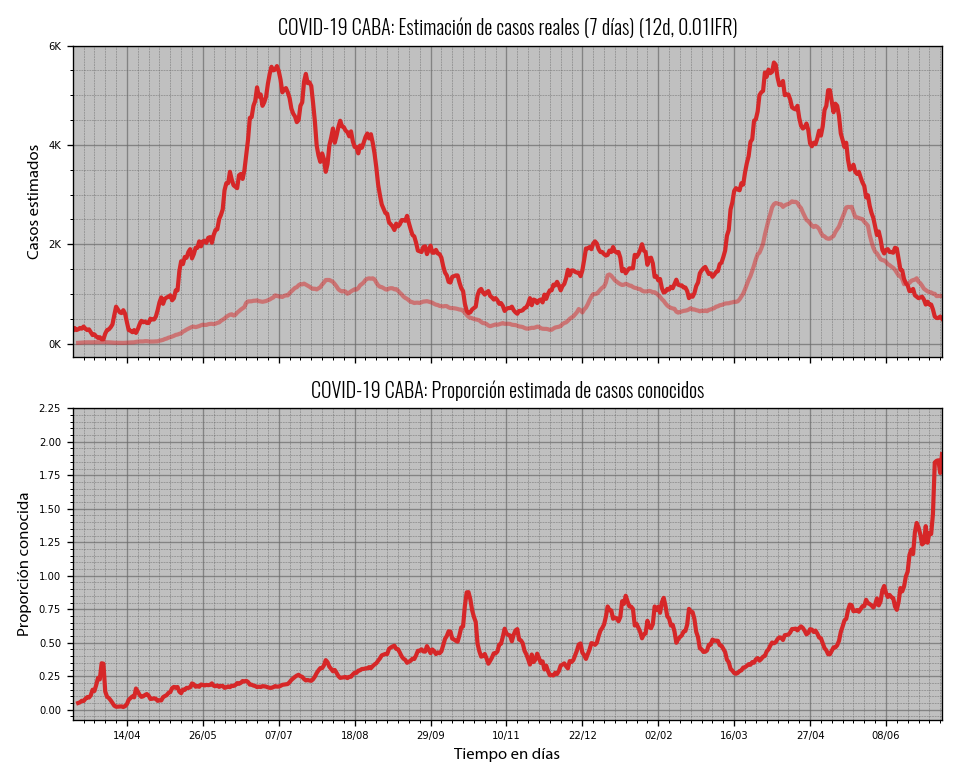 COVID-19 CABA: Estimación de casos reales (7 días) (12d, 0.01IFR)
6K
4K
2K
0K
Casos estimados
COVID-19 CABA: Proporción estimada de casos conocidos
2.25
2.00
1.75
1.50
1.25
1.00
0.75
0.50
0.25
0.00
Proporción conocida
14/04 26/05 07/07 18/08 29/09 10/11 22/12 02/02 16/03 27/04 08/06
Tiempo en días